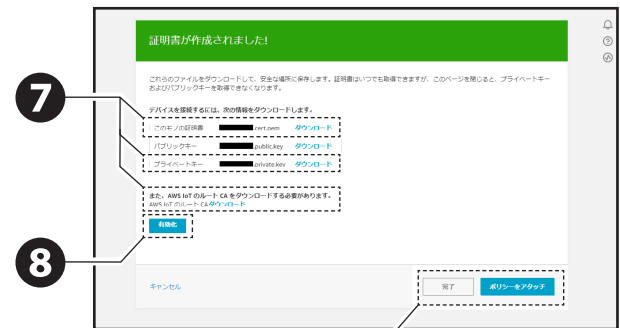 証明書が作成されました!
これらのファイルをダウンロードして、安全な場所に保存します。証明書はいつでも取得できますが、このページを閉じると、プライベートキー
およびパブリックキーを取得できなくなります。
デバイスを接続するには、次の情報をダウンロードします。
このモノの証明書 .cert.pem ダウンロード
パブリックキー .public.key ダウンロード
プライベートキー .private.key ダウンロード
また、AWS IoT のルート CA をダウンロードする必要があります。
AWS IoT のルート CAダウンロード
有効化
キャンセル 完了 ポリシーをアタッチ
7
8